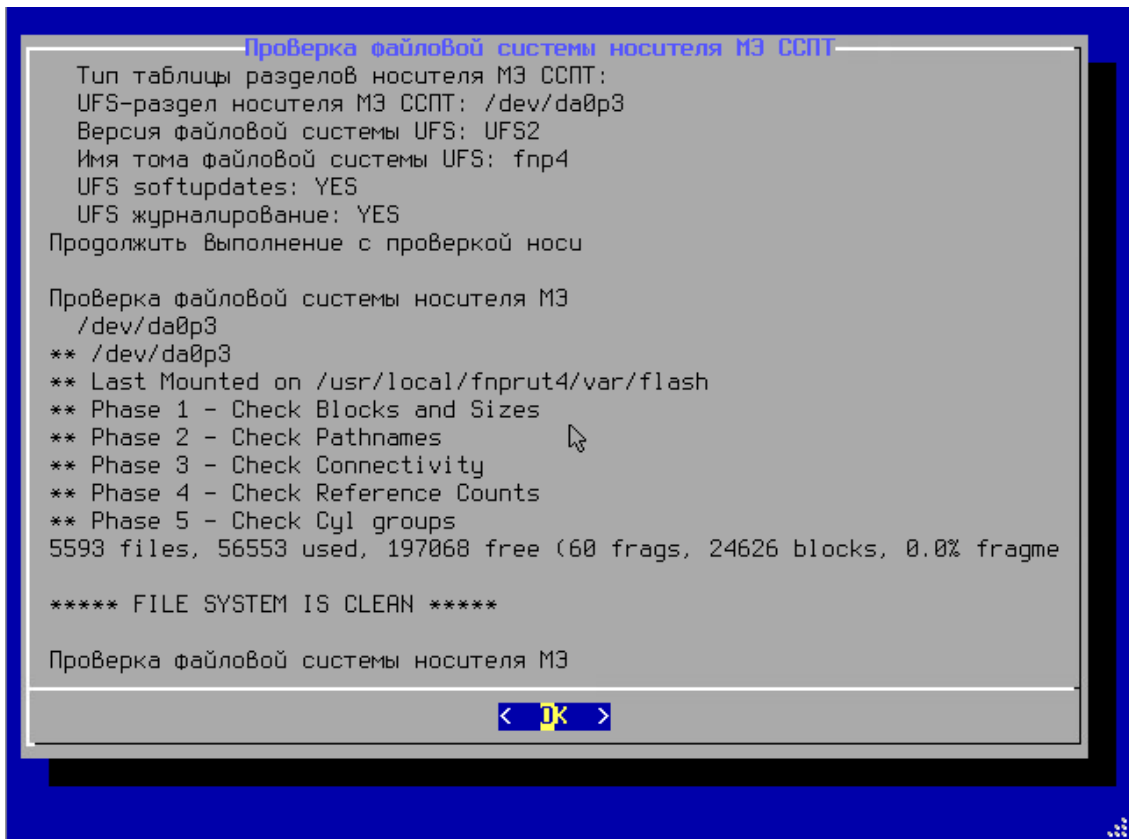 Проверка файловой системы носителя МЭ ССПТ
Тип таблицы разделов носителя МЭ ССПТ:
UFS-раздел носителя МЭ ССПТ: /dev/da0p3
Версия файловой системы UFS: UFS2
Имя тома файловой системы UFS: fnp4
UFS softupdates: YES
UFS журналирование: YES
Продолжить выполнение с проверкой носи
Проверка файловой системы носителя МЭ
/dev/da0p3
** /dev/da0p3
** Last Mounted on /usr/local/fnprut4/var/flash
** Phase 1 - Check Blocks and Sizes
** Phase 2 - Check Pathnames
** Phase 3 - Check Connectivity
** Phase 4 - Check Reference Counts
** Phase 5 - Check Cyl groups
5593 files, 56553 used, 197068 free (60 frags, 24626 blocks, 0.0% fragme
***** FILE SYSTEM IS CLEAN *****
Проверка файловой системы носителя МЭ
< OK >